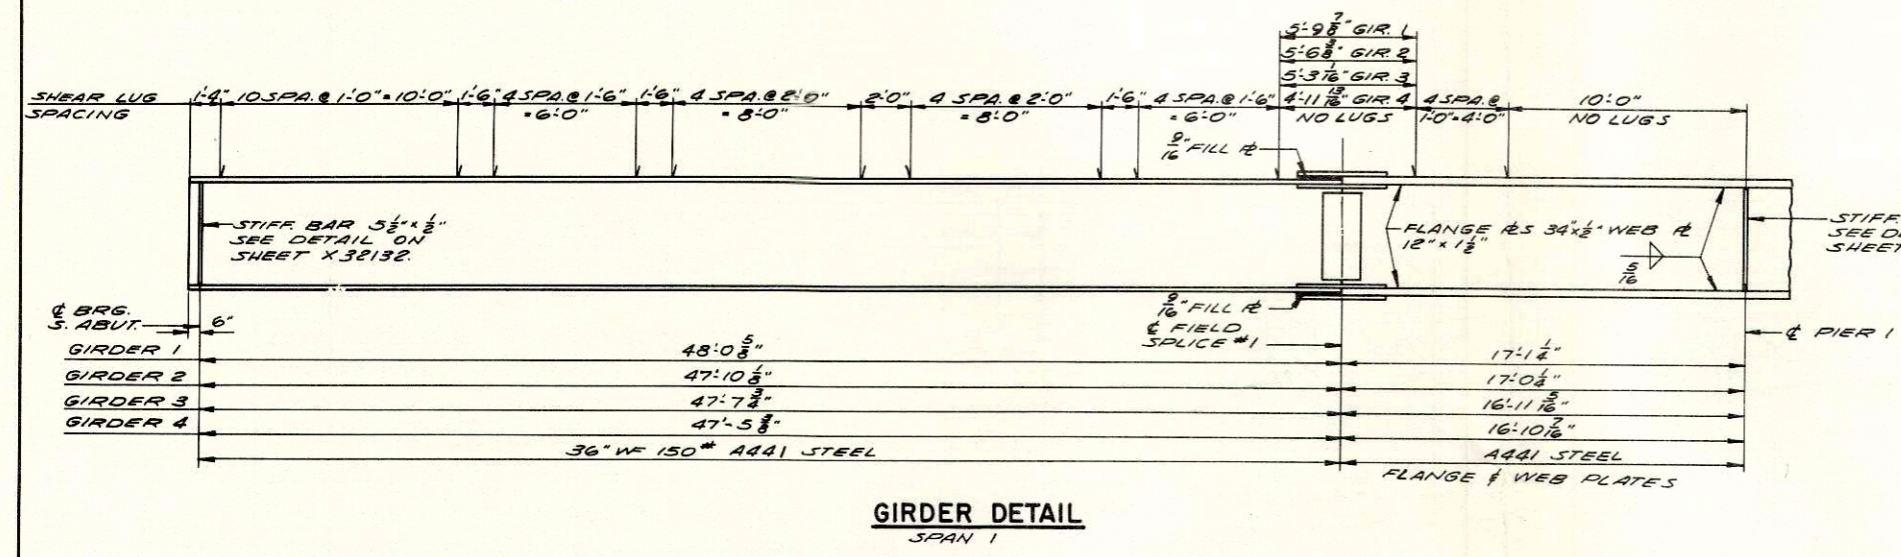 5'-9 7/8" GIR. 1
5'-6 3/8" GIR. 2
5'-3 1/16" GIR. 3
SHEAR LUG SPACING
1'-4" 10 SPA. @ 1'-0" = 10'-0" 1'-6" 4 SPA. @ 1'-6" = 6'-0" 1'-6" 4 SPA. @ 2'-0" = 8'-0" 2'-0" 4 SPA. @ 2'-0" = 8'-0" 1'-6" 4 SPA. @ 1'-6" = 6'-0" 4'-11 13/16" GIR. 4 4 SPA. @ 1'-0" = 4'-0" 10'-0"
NO LUGS
NO LUGS
9/16" FILL ℄
STIFF. BAR 5 1/2" x 1/2"
SEE DETAIL ON
SHEET X32132.
FLANGE ℄S 34" x 1/2" WEB ℄
12" x 1 1/2"
5/16
STIFF.
SEE DE
SHEET
℄ BRG.
S. ABUT.
6"
9/16" FILL ℄
℄ FIELD
SPLICE #1
℄ PIER 1
GIRDER 1 48'-0 5/8" 17'-1 1/4"
GIRDER 2 47'-10 1/8" 17'-0 1/4"
GIRDER 3 47'-7 3/4" 16'-11 5/16"
GIRDER 4 47'-5 3/8" 16'-10 7/16"
36" WF 150# A441 STEEL A441 STEEL
FLANGE & WEB PLATES
GIRDER DETAIL
SPAN 1